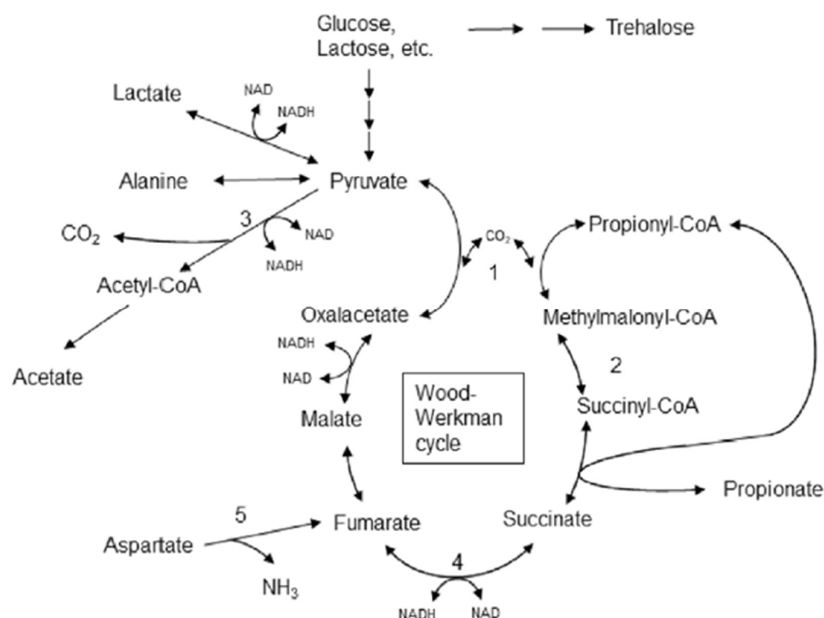 Glucose,
Lactose, etc.
Trehalose
Lactate
NAD
NADH
Alanine
Pyruvate
3
CO₂
NAD
NADH
Acetyl-CoA
Acetate
CO₂
1
Propionyl-CoA
Oxalacetate
Methylmalonyl-CoA
NADH
NAD
2
Malate
Wood-
Werkman
cycle
Succinyl-CoA
Propionate
5
Aspartate
Fumarate
Succinate
NH₃
4
NADH
NAD